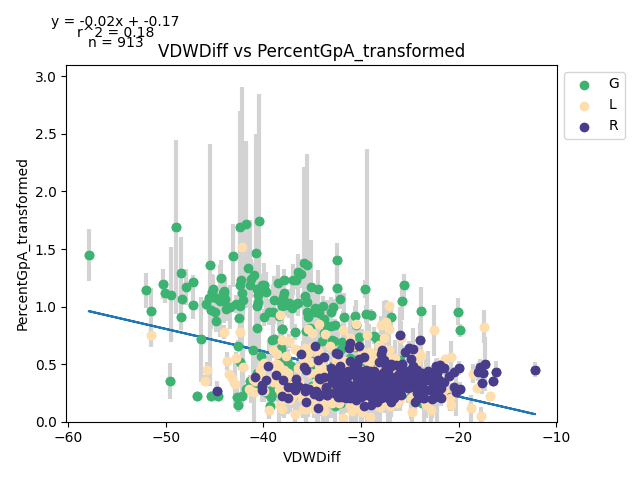 y = -0.02x + -0.17
r^2 = 0.18
n = 913
VDWDiff vs PercentGpA_transformed
G
L
R
PercentGpA_transformed
3.0
2.5
2.0
1.5
1.0
0.5
0.0
−60
−50
−40
−30
−20
−10
VDWDiff